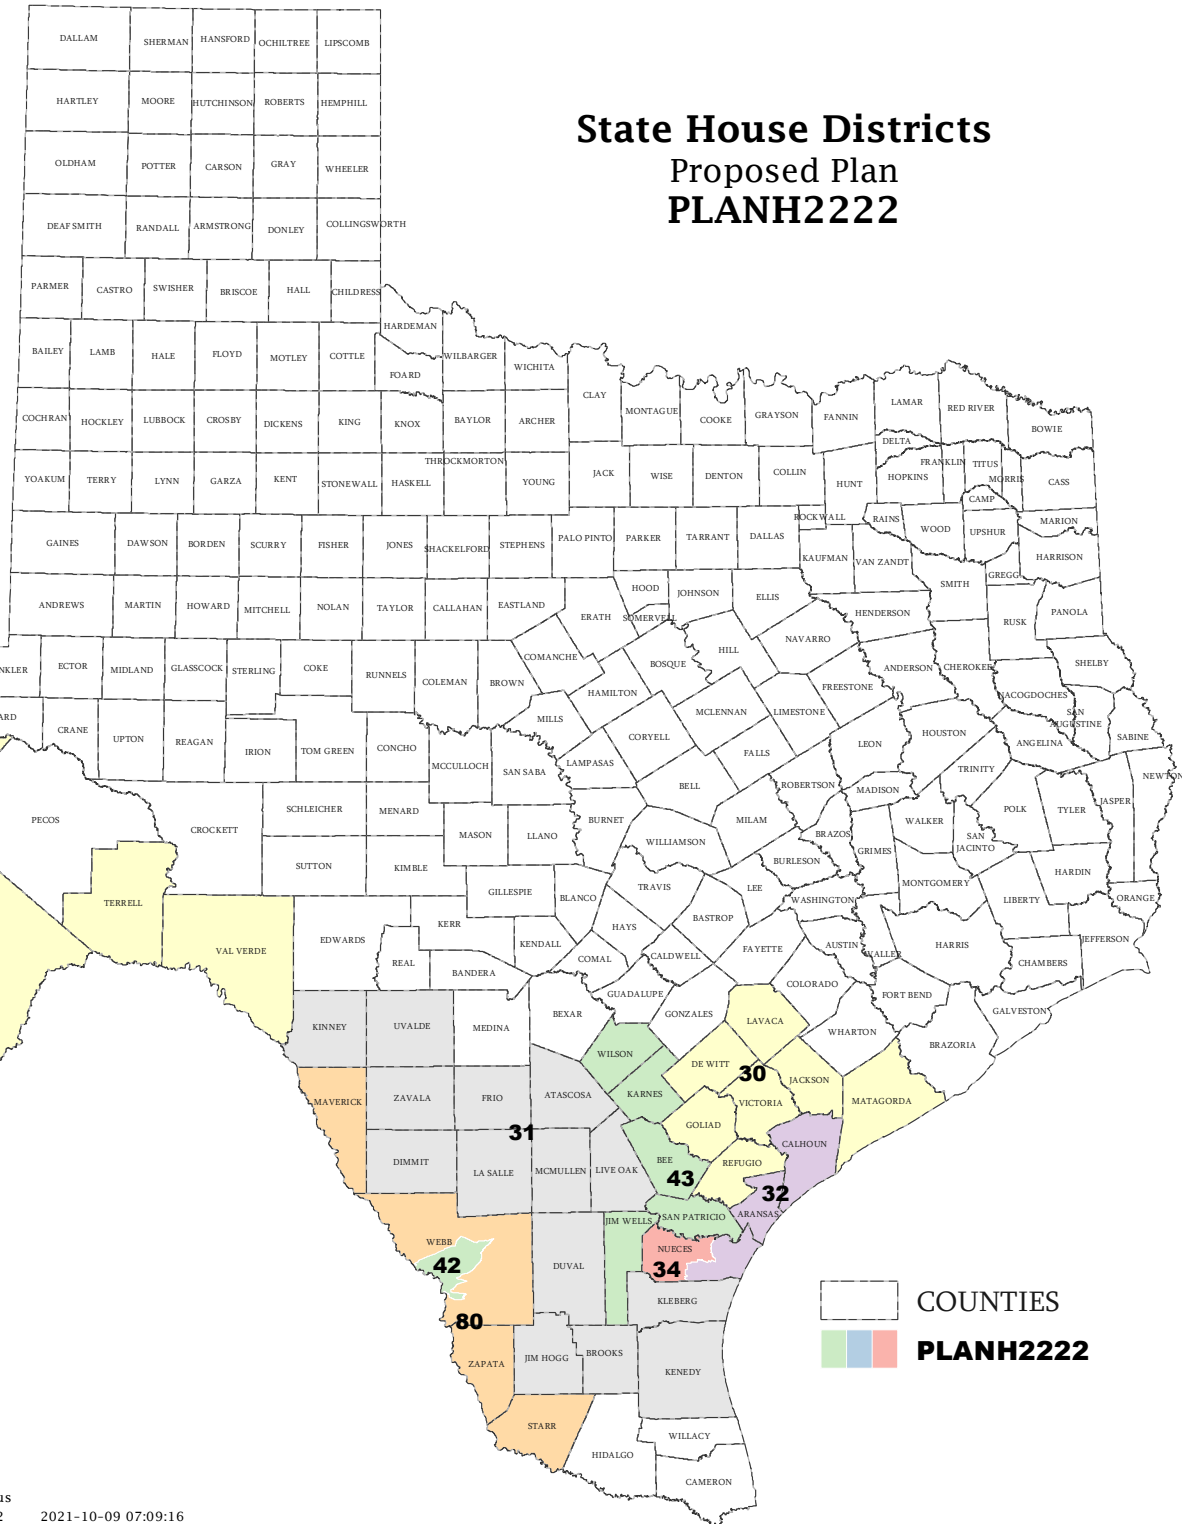 State House Districts
Proposed Plan
PLANH2222
DALLAM SHERMAN HANSFORD OCHILTREE LIPSCOMB
HARTLEY MOORE HUTCHINSON ROBERTS HEMPHILL
OLDHAM POTTER CARSON GRAY WHEELER
DEAF SMITH RANDALL ARMSTRONG DONLEY COLLINGSWORTH
PARMER CASTRO SWISHER BRISCOE HALL CHILDRESS
HARDEMAN
BAILEY LAMB HALE FLOYD MOTLEY COTTLE WILBARGER
FOARD WICHITA
CLAY
COCHRAN HOCKLEY LUBBOCK CROSBY DICKENS KING KNOX BAYLOR ARCHER MONTAGUE COOKE GRAYSON FANNIN LAMAR RED RIVER BOWIE
DELTA
THROCKMORTON FRANKLIN TITUS
YOAKUM TERRY LYNN GARZA KENT STONEWALL HASKELL YOUNG JACK WISE DENTON COLLIN HUNT HOPKINS MORRIS CASS
CAMP
ROCKWALL RAINS WOOD UPSHUR MARION
GAINES DAWSON BORDEN SCURRY FISHER JONES SHACKELFORD STEPHENS PALO PINTO PARKER TARRANT DALLAS
KAUFMAN VAN ZANDT HARRISON
GREGG
SMITH
ANDREWS MARTIN HOWARD MITCHELL NOLAN TAYLOR CALLAHAN EASTLAND HOOD JOHNSON ELLIS
ERATH SOMERVELL HENDERSON RUSK PANOLA
NAVARRO
NKLER ECTOR MIDLAND GLASSCOCK STERLING COKE RUNNELS COLEMAN BROWN COMANCHE BOSQUE HILL ANDERSON CHEROKEE SHELBY
HAMILTON FREESTONE NACOGDOCHES
ARD CRANE UPTON REAGAN IRION TOM GREEN CONCHO MILLS MCLENNAN LIMESTONE SAN
AUGUSTINE
CORYELL LEON HOUSTON ANGELINA SABINE
MCCULLOCH SAN SABA LAMPASAS FALLS
TRINITY NEWTON
BELL ROBERTSON MADISON
PECOS CROCKETT SCHLEICHER MENARD BURNET MILAM WALKER POLK TYLER JASPER
MASON LLANO WILLIAMSON BRAZOS SAN
JACINTO
GRIMES
SUTTON KIMBLE BURLESON
HARDIN
GILLESPIE BLANCO TRAVIS LEE MONTGOMERY
TERRELL WASHINGTON LIBERTY ORANGE
KERR HAYS BASTROP
VAL VERDE EDWARDS KENDALL FAYETTE AUSTIN HARRIS JEFFERSON
REAL COMAL CALDWELL WALLER CHAMBERS
BANDERA
COLORADO
GUADALUPE FORT BEND
KINNEY UVALDE MEDINA BEXAR GONZALES LAVACA GALVESTON
WHARTON BRAZORIA
WILSON
DE WITT 30 JACKSON
MAVERICK ZAVALA FRIO ATASCOSA KARNES VICTORIA MATAGORDA
31 GOLIAD
CALHOUN
DIMMIT LA SALLE MCMULLEN LIVE OAK BEE REFUGIO
43 32
JIM WELLS SAN PATRICIO ARANSAS
WEBB NUECES
42 DUVAL 34
KLEBERG
80
ZAPATA JIM HOGG BROOKS KENEDY
STARR
WILLACY
HIDALGO
CAMERON
COUNTIES
PLANH2222
us
2 2021-10-09 07:09:16